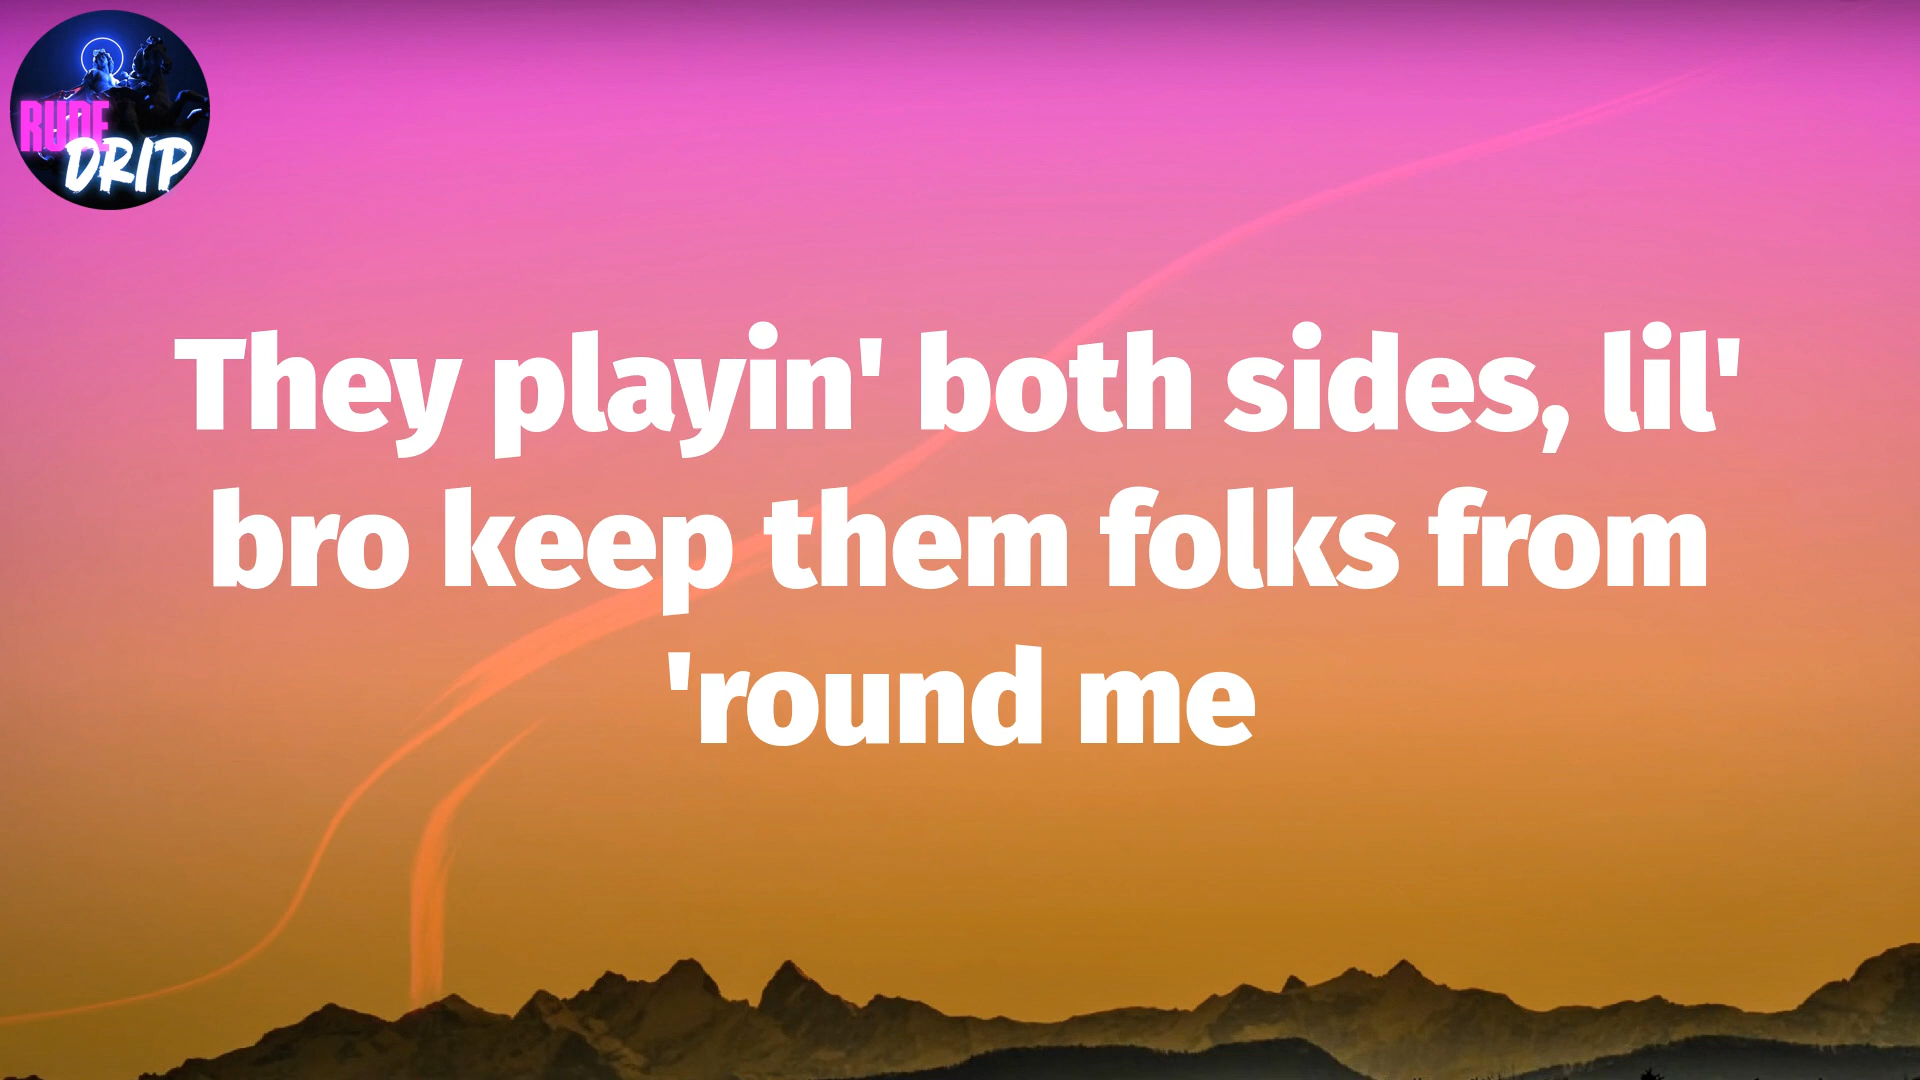 RUDE
DRIP
They playin' both sides, lil'
bro keep them folks from
'round me